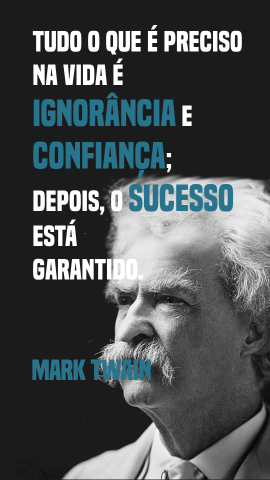 TUDO O QUE É PRECISO
NA VIDA É
IGNORÂNCIA E
CONFIANÇA;
DEPOIS, O SUCESSO
ESTÁ
GARANTIDO.
MARK TWAIN